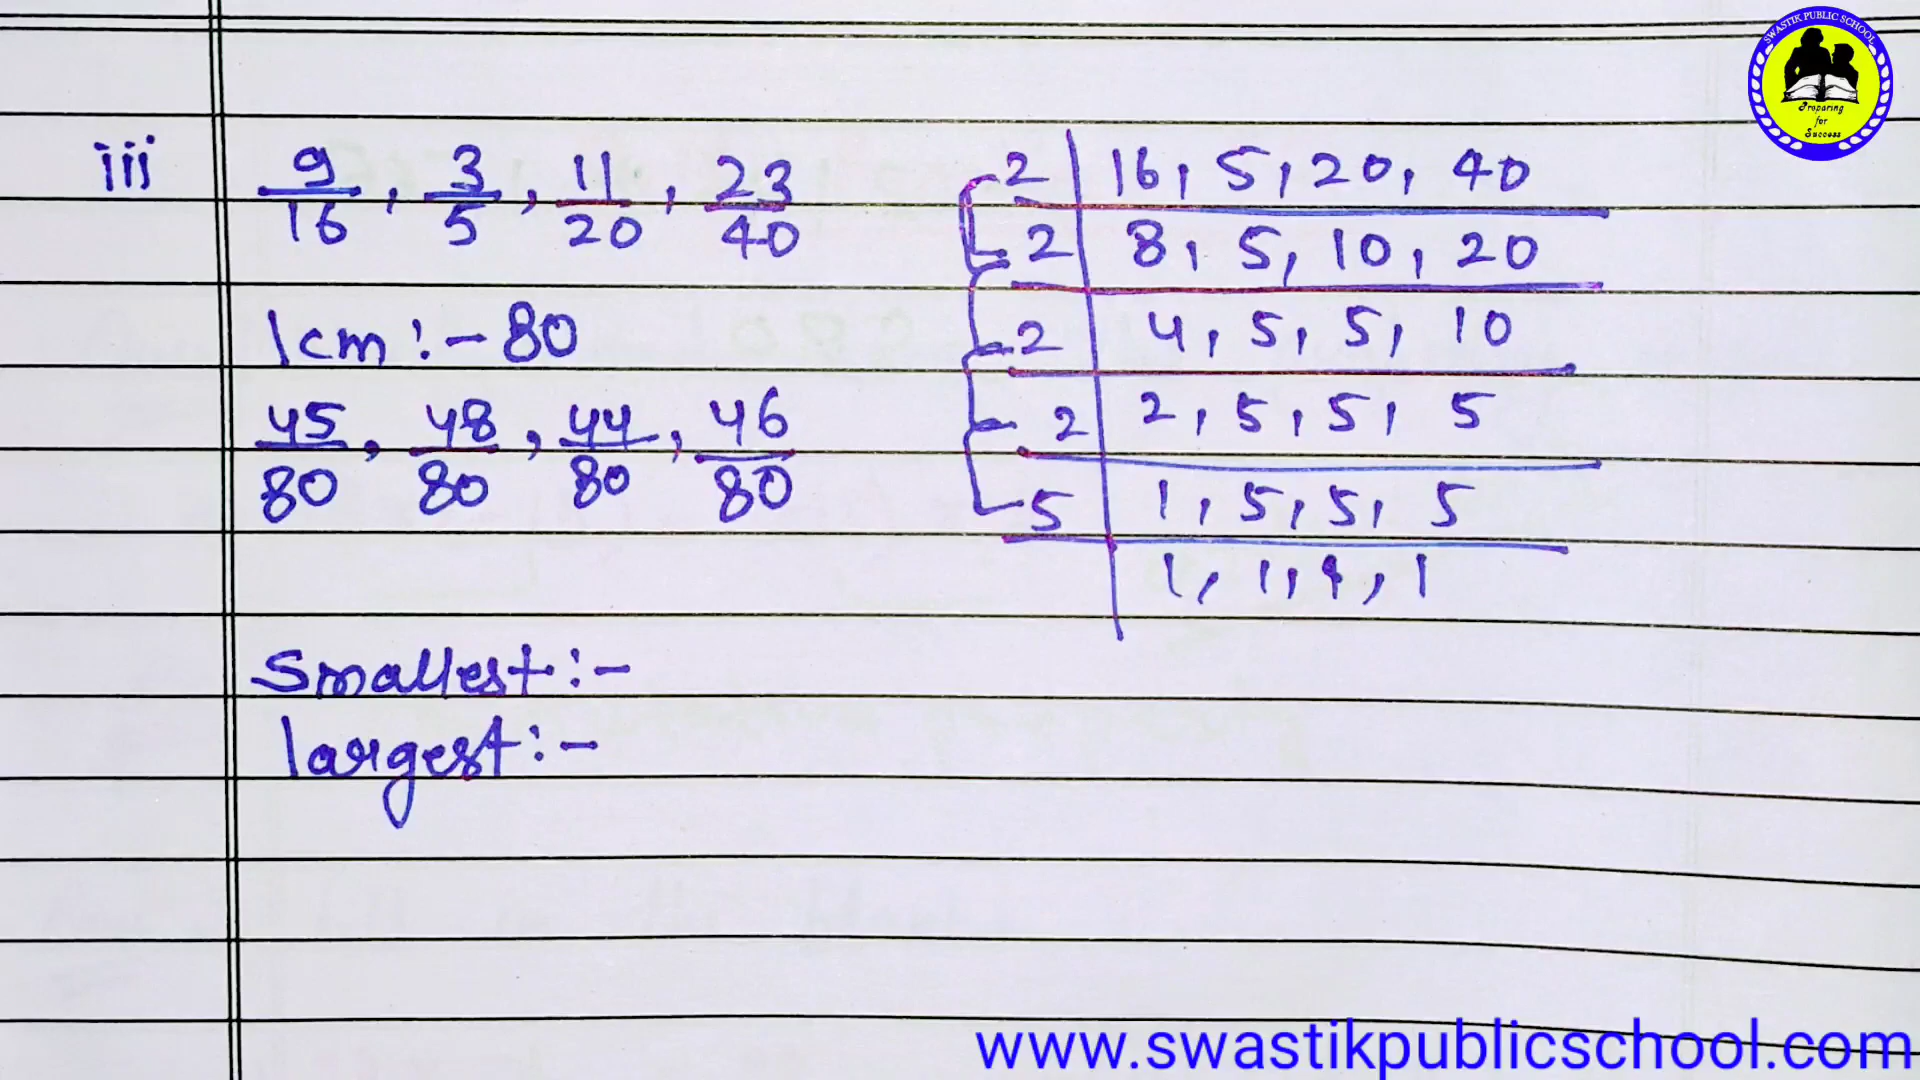 SWASTIK PUBLIC SCHOOL
Preparing
for
Success
iii 9/16, 3/5, 11/20, 23/40
lcm:- 80
45/80, 48/80, 44/80, 46/80
Smallest:-
largest:-
2 | 16, 5, 20, 40
2 | 8, 5, 10, 20
2 | 4, 5, 5, 10
2 | 2, 5, 5, 5
5 | 1, 5, 5, 5
1, 1, 1, 1
www.swastikpublicschool.com